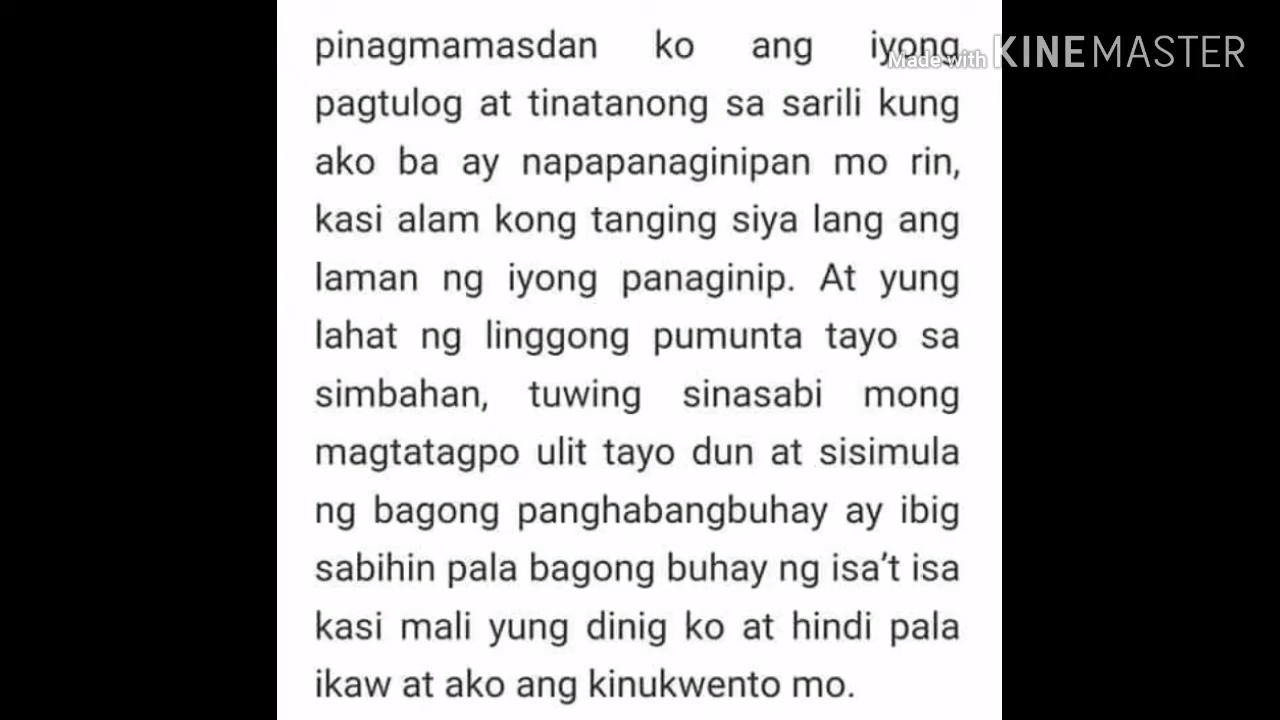 pinagmamasdan ko ang iyong
Made with KINEMASTER
pagtulog at tinatanong sa sarili kung
ako ba ay napapanaginipan mo rin,
kasi alam kong tanging siya lang ang
laman ng iyong panaginip. At yung
lahat ng linggong pumunta tayo sa
simbahan, tuwing sinasabi mong
magtatagpo ulit tayo dun at sisimula
ng bagong panghabangbuhay ay ibig
sabihin pala bagong buhay ng isa’t isa
kasi mali yung dinig ko at hindi pala
ikaw at ako ang kinukwento mo.